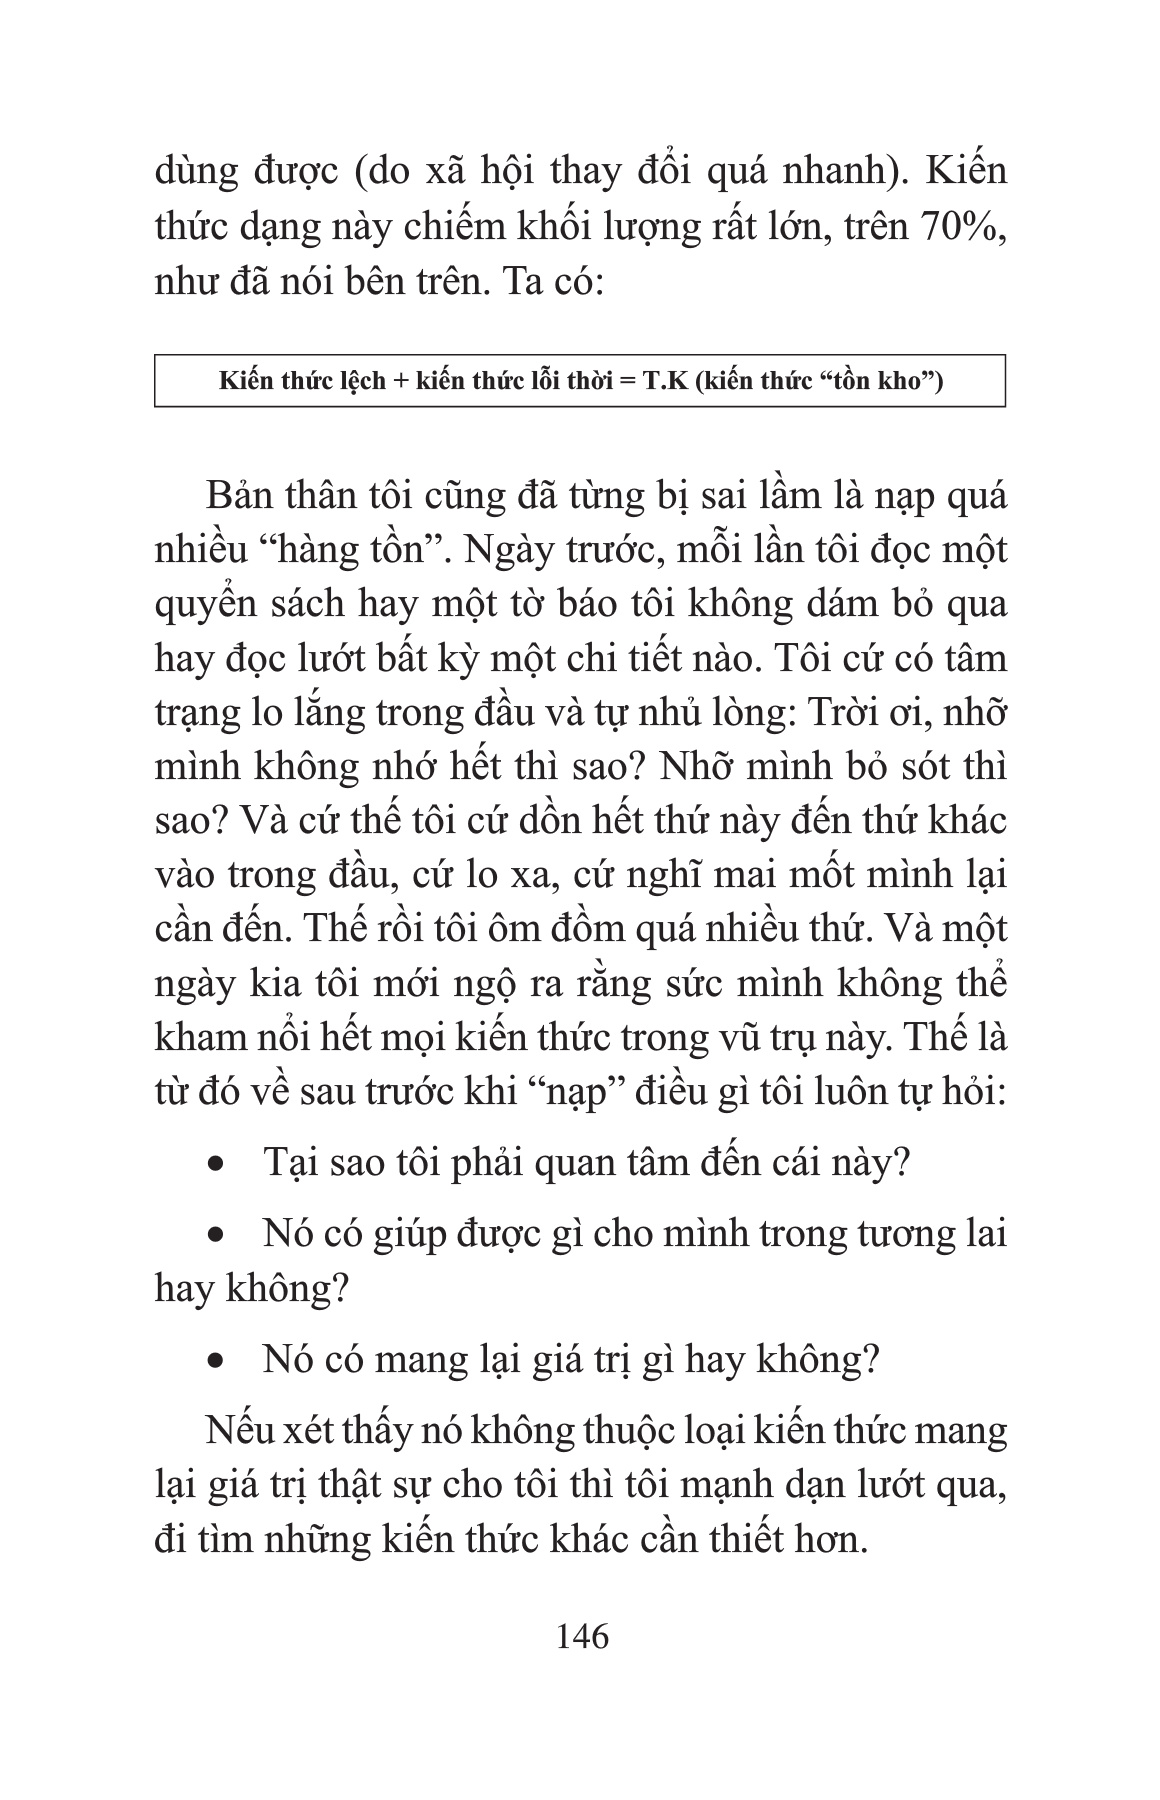 dùng được (do xã hội thay đổi quá nhanh). Kiến
thức dạng này chiếm khối lượng rất lớn, trên 70%,
như đã nói bên trên. Ta có:
Kiến thức lệch + kiến thức lỗi thời = T.K (kiến thức “tồn kho”)
Bản thân tôi cũng đã từng bị sai lầm là nạp quá
nhiều “hàng tồn”. Ngày trước, mỗi lần tôi đọc một
quyển sách hay một tờ báo tôi không dám bỏ qua
hay đọc lướt bất kỳ một chi tiết nào. Tôi cứ có tâm
trạng lo lắng trong đầu và tự nhủ lòng: Trời ơi, nhỡ
mình không nhớ hết thì sao? Nhỡ mình bỏ sót thì
sao? Và cứ thế tôi cứ dồn hết thứ này đến thứ khác
vào trong đầu, cứ lo xa, cứ nghĩ mai mốt mình lại
cần đến. Thế rồi tôi ôm đồm quá nhiều thứ. Và một
ngày kia tôi mới ngộ ra rằng sức mình không thể
kham nổi hết mọi kiến thức trong vũ trụ này. Thế là
từ đó về sau trước khi “nạp” điều gì tôi luôn tự hỏi:
• Tại sao tôi phải quan tâm đến cái này?
• Nó có giúp được gì cho mình trong tương lai
hay không?
• Nó có mang lại giá trị gì hay không?
Nếu xét thấy nó không thuộc loại kiến thức mang
lại giá trị thật sự cho tôi thì tôi mạnh dạn lướt qua,
đi tìm những kiến thức khác cần thiết hơn.
146